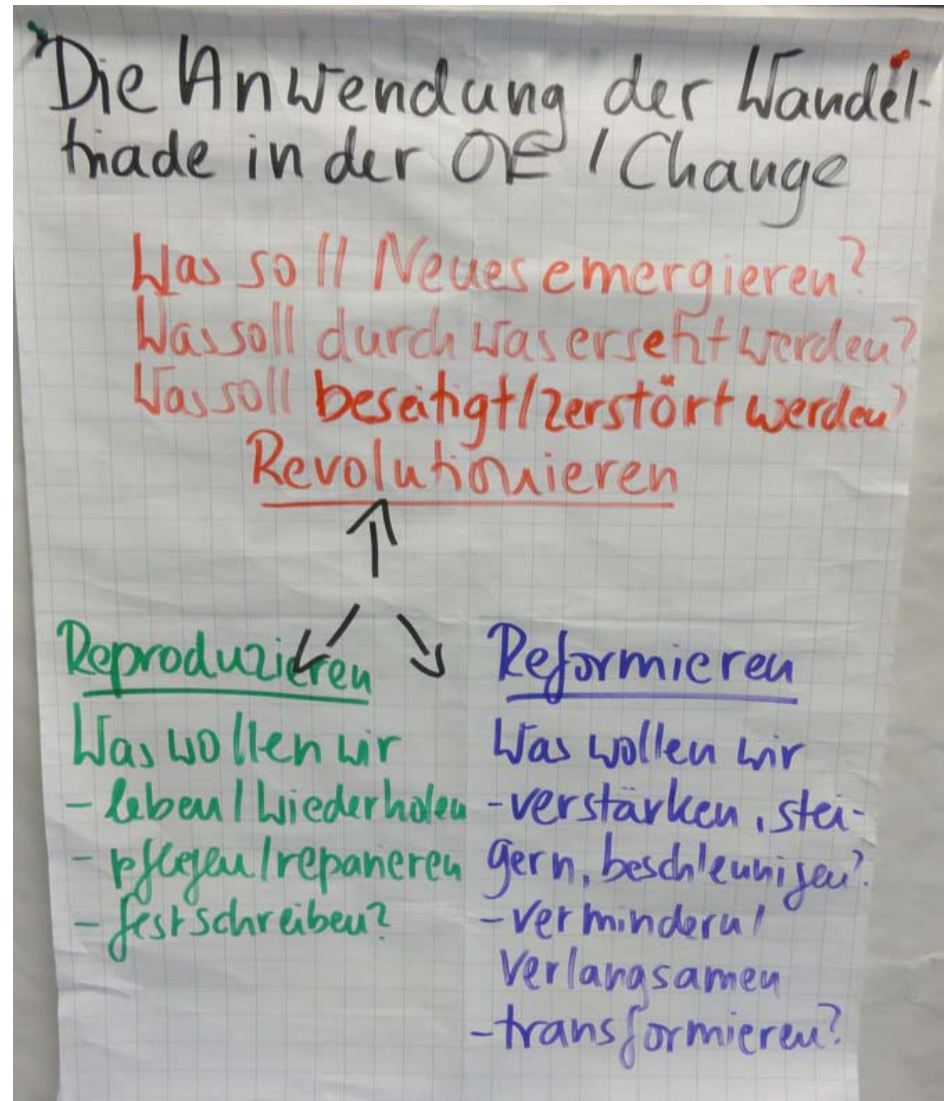 Die Anwendung der Wandel-
triade in der OE / Change
Was soll Neues emergieren?
Was soll durch was ersetzt werden?
Was soll beseitigt/zerstört werden?
Revolutionieren
Reproduzieren
Was wollen wir
- leben / wiederholen
- pflegen / reparieren
- festschreiben?
Reformieren
Was wollen wir
- verstärken, stei-
gern, beschleunigen?
- vermindern /
verlangsamen
- transformieren?